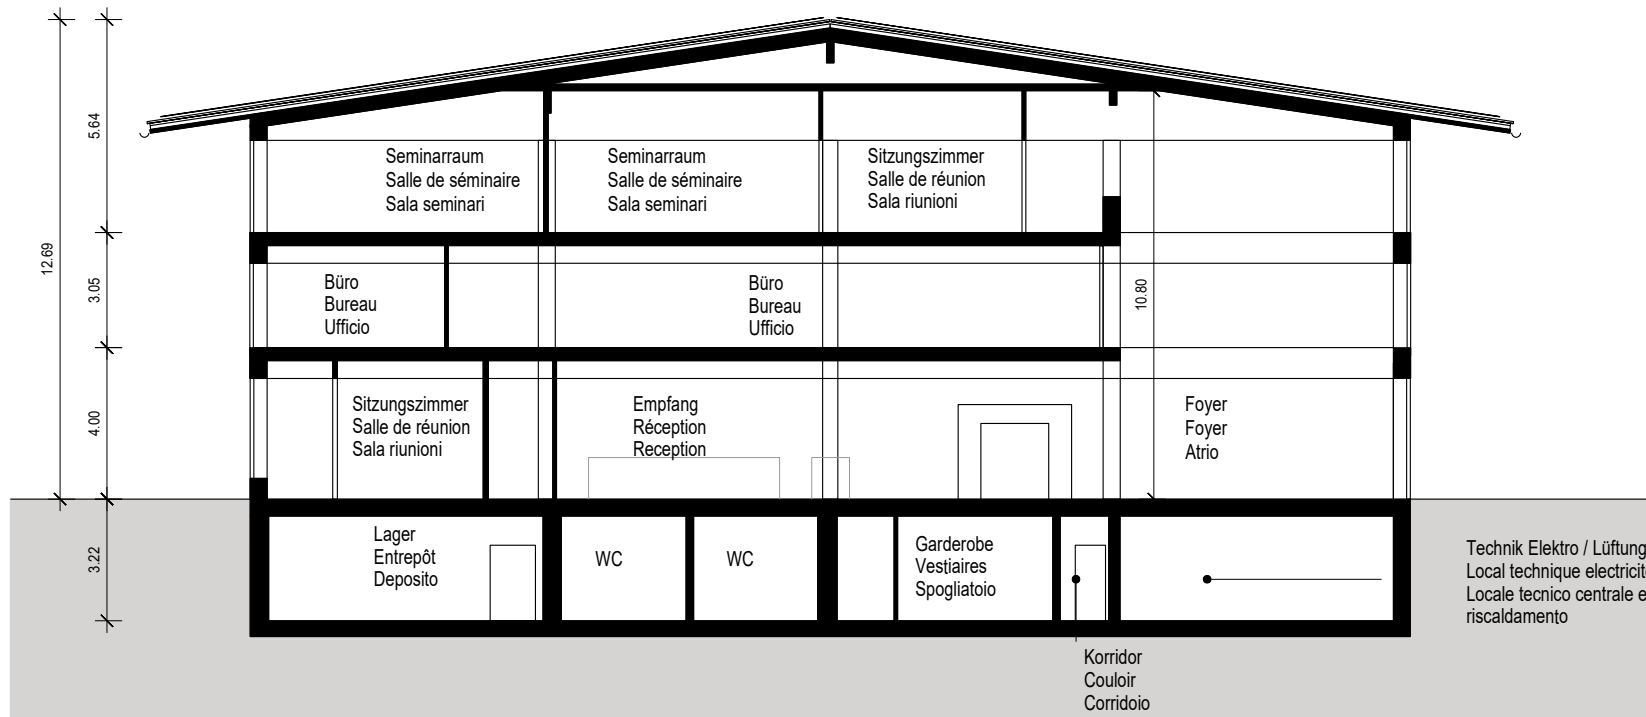 5.64
12.69
3.05
4.00
3.22
10.80
Seminarraum
Salle de séminaire
Sala seminari
Seminarraum
Salle de séminaire
Sala seminari
Sitzungszimmer
Salle de réunion
Sala riunioni
Büro
Bureau
Ufficio
Büro
Bureau
Ufficio
Sitzungszimmer
Salle de réunion
Sala riunioni
Empfang
Réception
Reception
Foyer
Foyer
Atrio
Lager
Entrepôt
Deposito
WC
WC
Garderobe
Vestiaires
Spogliatoio
Technik Elektro / Lüftung
Local technique electricit
Locale tecnico centrale e
riscaldamento
Korridor
Couloir
Corridoio